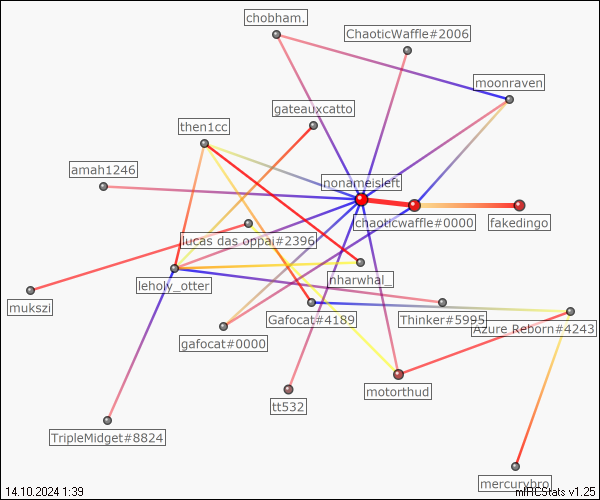 chobham.
ChaoticWaffle#2006
moonraven
gateauxcatto
then1cc
amah1246
nonameisleft
chaoticwaffle#0000
fakedingo
lucas das oppai#2396
leholy_otter
nharwhal_
mukszi
Gafocat#4189
Thinker#5995
Azure Reborn#4243
gafocat#0000
motorthud
tt532
TripleMidget#8824
mercurybro
14.10.2024 1:39
mIRCStats v1.25